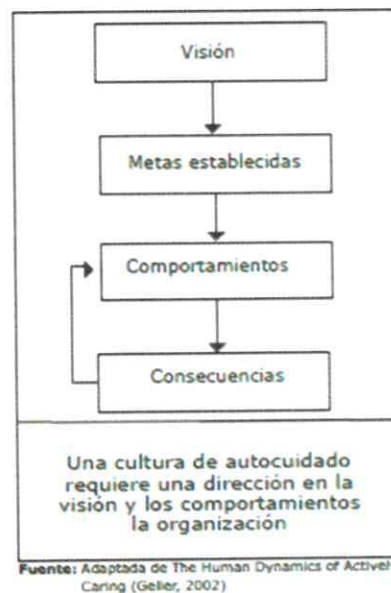 Visión
Metas establecidas
Comportamientos
Consecuencias
Una cultura de autocuidado
requiere una dirección en la
visión y los comportamientos
la organización
Fuente: Adaptada de The Human Dynamics of Actively
Caring (Geller, 2002)